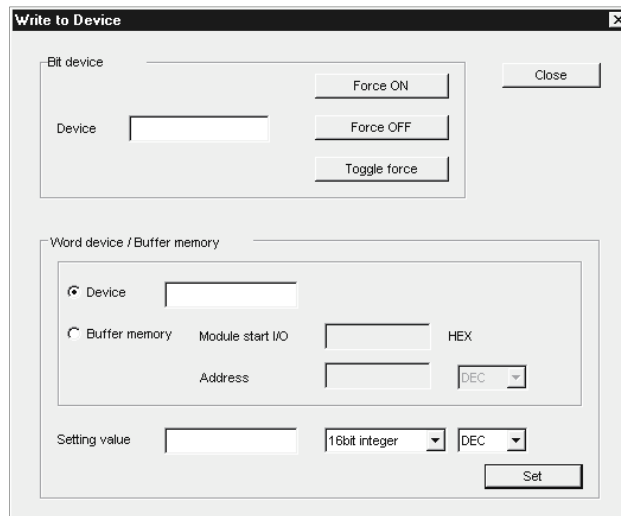 Write to Device
Bit device
Force ON
Close
Device
Force OFF
Toggle force
Word device / Buffer memory
Device
Buffer memory Module start I/O HEX
Address DEC
Setting value 16bit integer DEC
Set